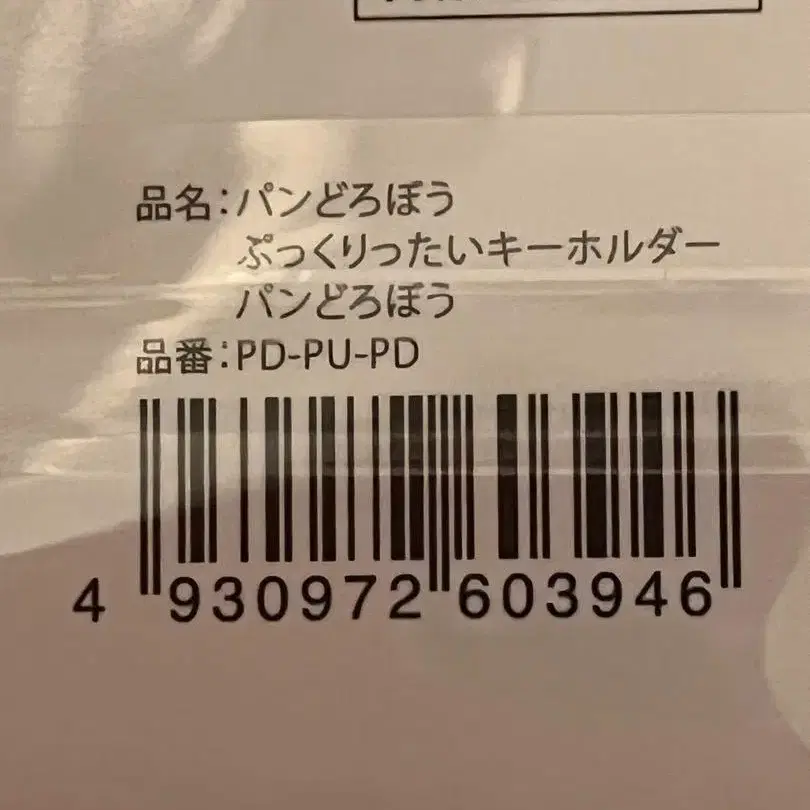 品名:パンどろぼう
ぷっくりったいキーホルダー
パンどろぼう
品番:PD-PU-PD
4 930972 603946